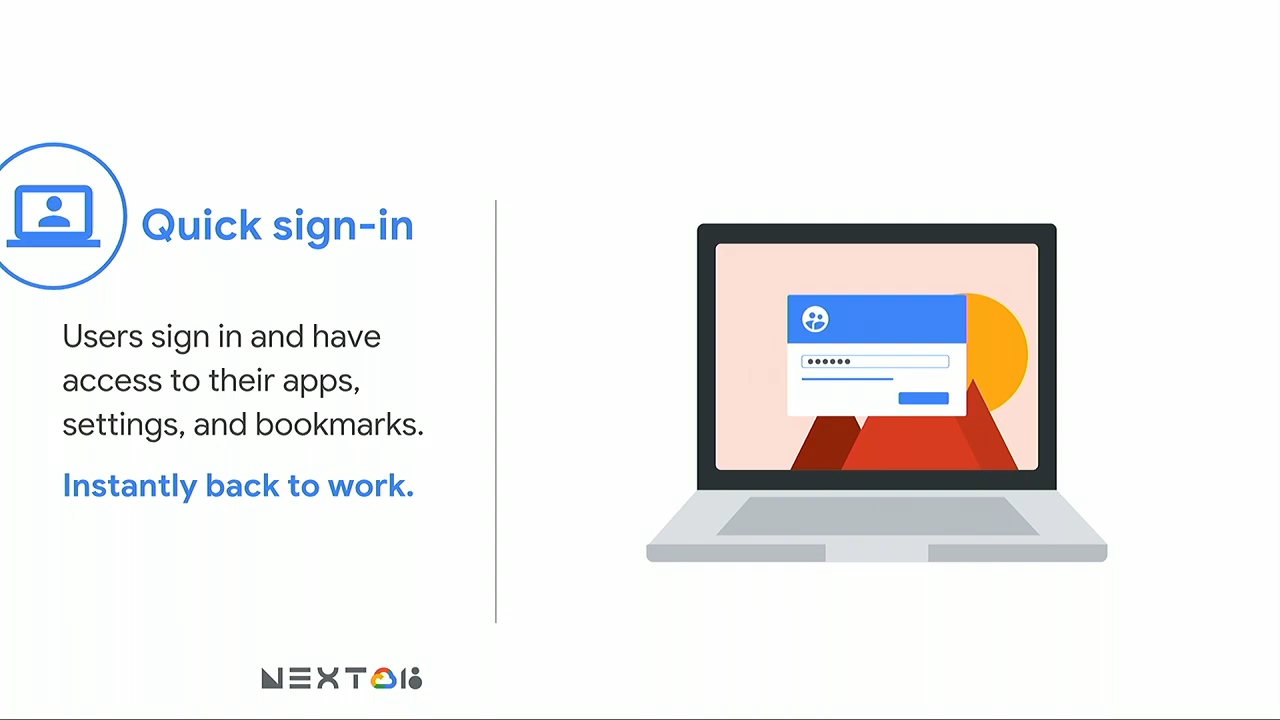 Quick sign-in
Users sign in and have
access to their apps,
settings, and bookmarks.
Instantly back to work.
NEXT 18